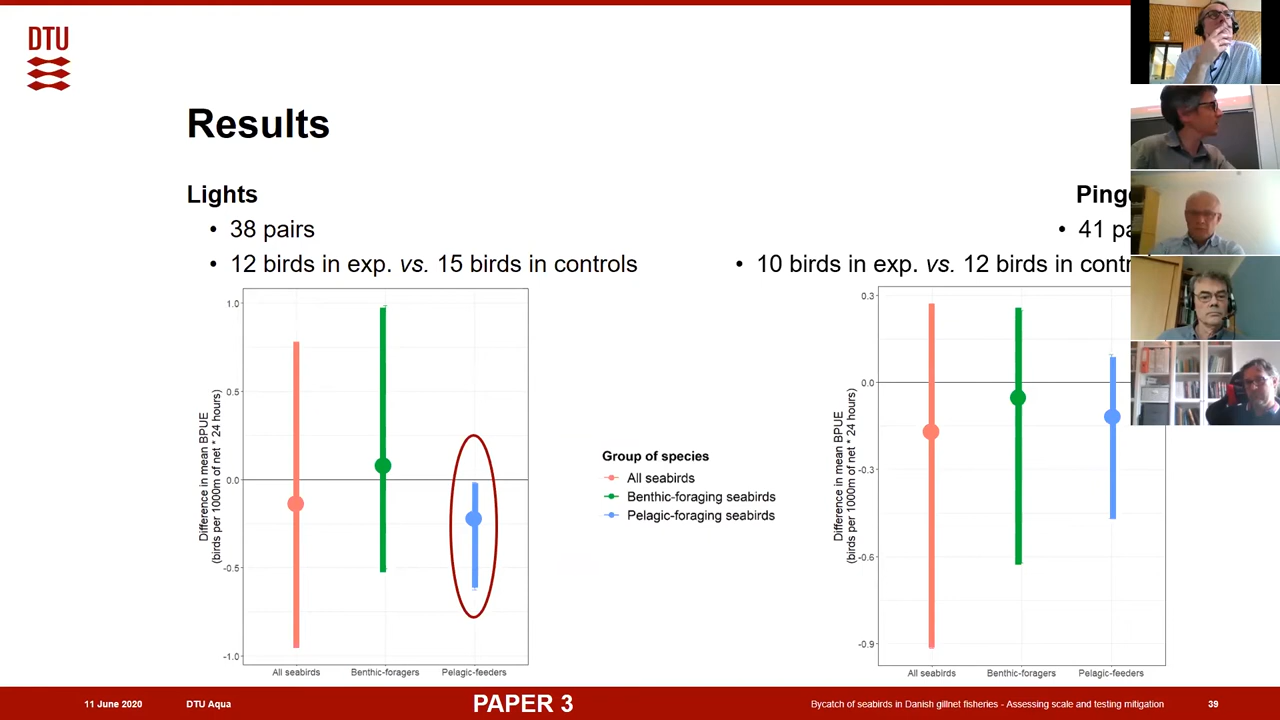 DTU
Results
Lights
• 38 pairs
• 12 birds in exp. vs. 15 birds in controls
1.0
0.5
0.0
-0.5
-1.0
Difference in mean BPUE
(birds per 1000m of net * 24 hours)
All seabirds
Benthic-foragers
Pelagic-feeders
Group of species
All seabirds
Benthic-foraging seabirds
Pelagic-foraging seabirds
• 41
• 10 birds in exp. vs. 12 birds in
0.3
0.0
-0.3
-0.6
-0.9
Difference in mean BPUE
(birds per 1000m of net * 24 hours)
All seabirds
Benthic-foragers
Pelagic-feeders
11 June 2020
DTU Aqua
PAPER 3
Bycatch of seabirds in Danish gillnet fisheries - Assessing scale and testing mitigation
39